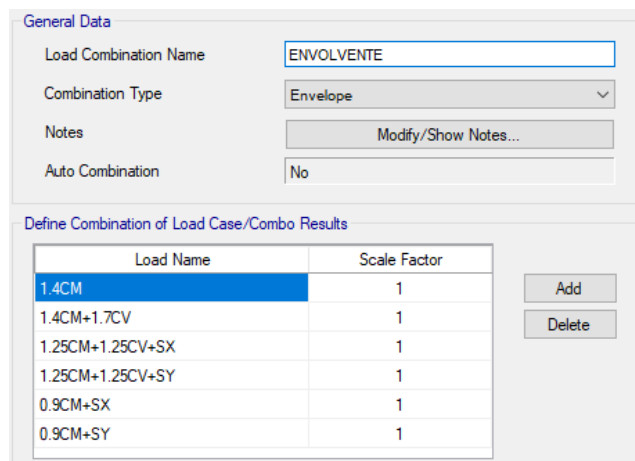 General Data
Load Combination Name ENVOLVENTE
Combination Type Envelope
Notes Modify/Show Notes...
Auto Combination No
Define Combination of Load Case/Combo Results
Load Name Scale Factor
1.4CM 1 Add
1.4CM+1.7CV 1 Delete
1.25CM+1.25CV+SX 1
1.25CM+1.25CV+SY 1
0.9CM+SX 1
0.9CM+SY 1